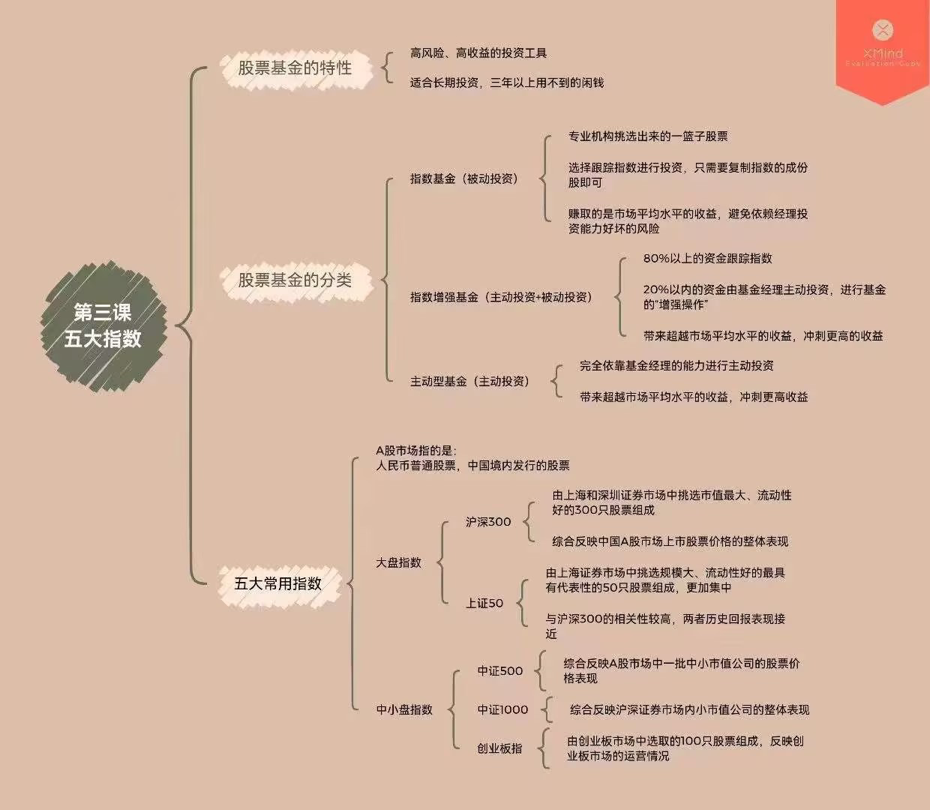 XMind
Evaluation Copy
第三课
五大指数
股票基金的特性
高风险、高收益的投资工具
适合长期投资，三年以上用不到的闲钱
股票基金的分类
指数基金（被动投资）
专业机构挑选出来的一篮子股票
选择跟踪指数进行投资，只需要复制指数的成份
股即可
赚取的是市场平均水平的收益，避免依赖经理投
资能力好坏的风险
指数增强基金（主动投资+被动投资）
80%以上的资金跟踪指数
20%以内的资金由基金经理主动投资，进行基金
的“增强操作”
带来超越市场平均水平的收益，冲刺更高的收益
主动型基金（主动投资）
完全依靠基金经理的能力进行主动投资
带来超越市场平均水平的收益，冲刺更高收益
五大常用指数
A股市场指的是：
人民币普通股票，中国境内发行的股票
大盘指数
沪深300
由上海和深圳证券市场中挑选市值最大、流动性
好的300只股票组成
综合反映中国A股市场上市股票价格的整体表现
上证50
由上海证券市场中挑选规模大、流动性好的最具
有代表性的50只股票组成，更加集中
与沪深300的相关性较高，两者历史回报表现接
近
中小盘指数
中证500
综合反映A股市场中一批中小市值公司的股票价
格表现
中证1000
综合反映沪深证券市场内小市值公司的整体表现
创业板指
由创业板市场中选取的100只股票组成，反映创
业板市场的运营情况